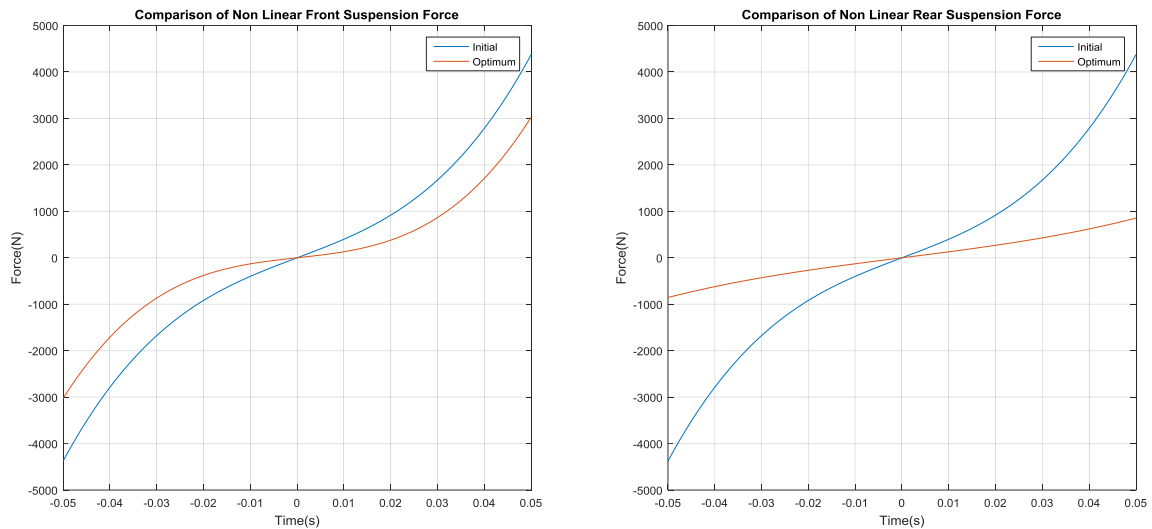 Comparison of Non Linear Front Suspension Force
5000
4000
3000
2000
1000
0
-1000
-2000
-3000
-4000
-5000
Force(N)
-0.05 -0.04 -0.03 -0.02 -0.01 0 0.01 0.02 0.03 0.04 0.05
Time(s)
Initial
Optimum
Comparison of Non Linear Rear Suspension Force
5000
4000
3000
2000
1000
0
-1000
-2000
-3000
-4000
-5000
Force(N)
-0.05 -0.04 -0.03 -0.02 -0.01 0 0.01 0.02 0.03 0.04 0.05
Time(s)
Initial
Optimum